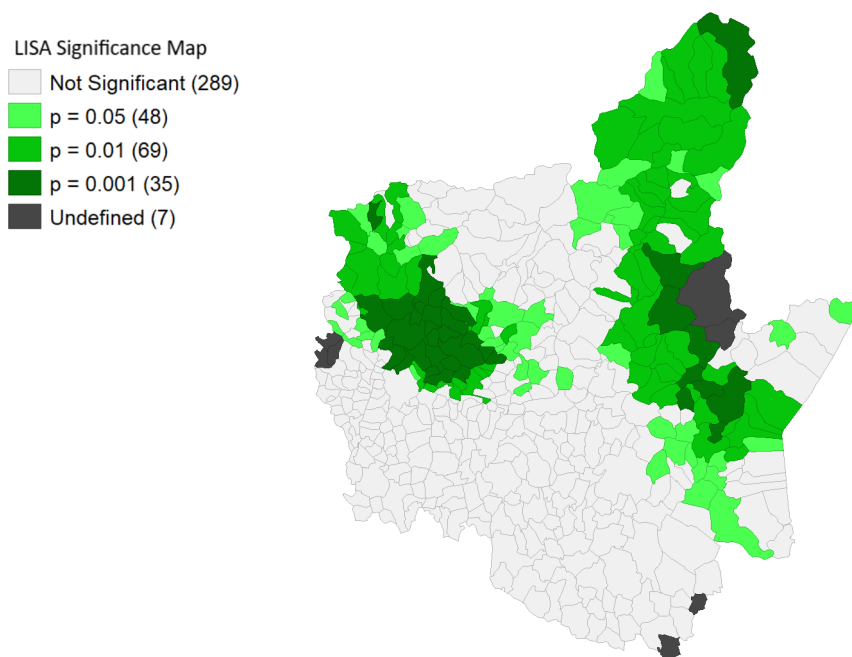 LISA Significance Map
Not Significant (289)
p = 0.05 (48)
p = 0.01 (69)
p = 0.001 (35)
Undefined (7)